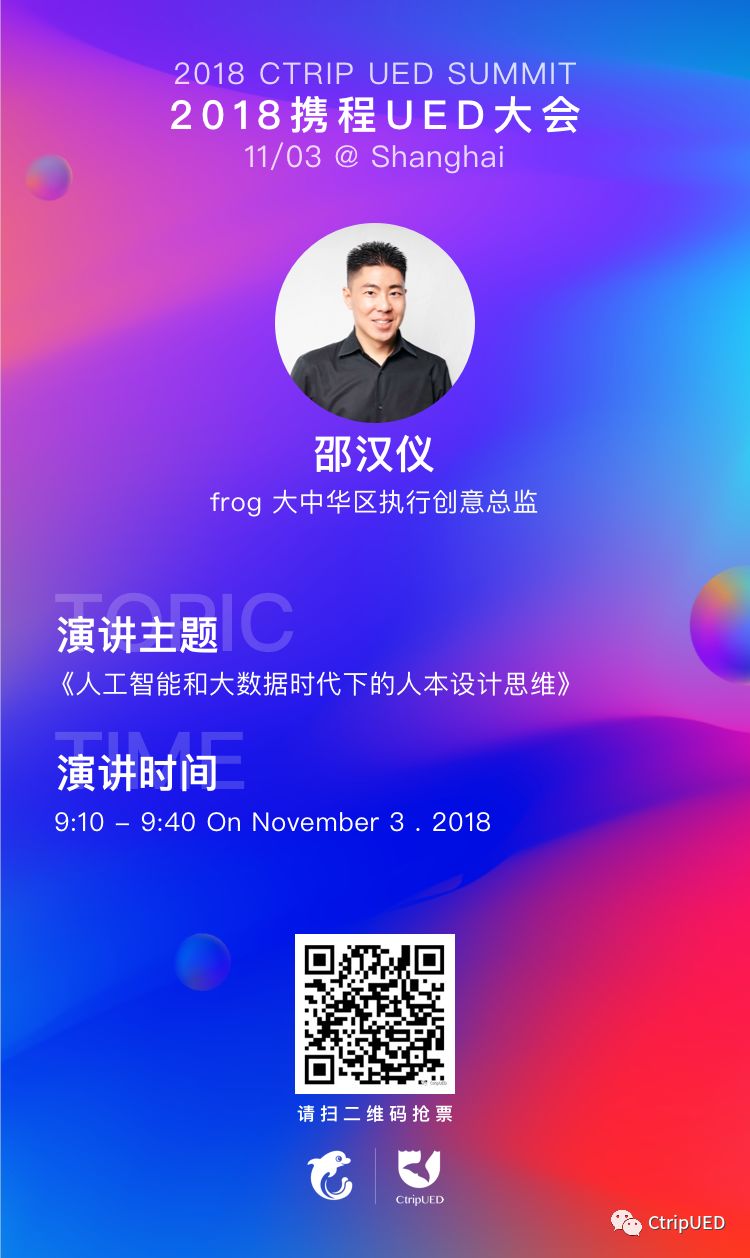 2018 CTRIP UED SUMMIT
2018携程UED大会
11/03 @ Shanghai
邵汉仪
frog 大中华区执行创意总监
TOPIC
演讲主题
《人工智能和大数据时代下的人本设计思维》
TIME
演讲时间
9:10 – 9:40 On November 3 . 2018
CtripUED
请扫二维码抢票
CtripUED
CtripUED